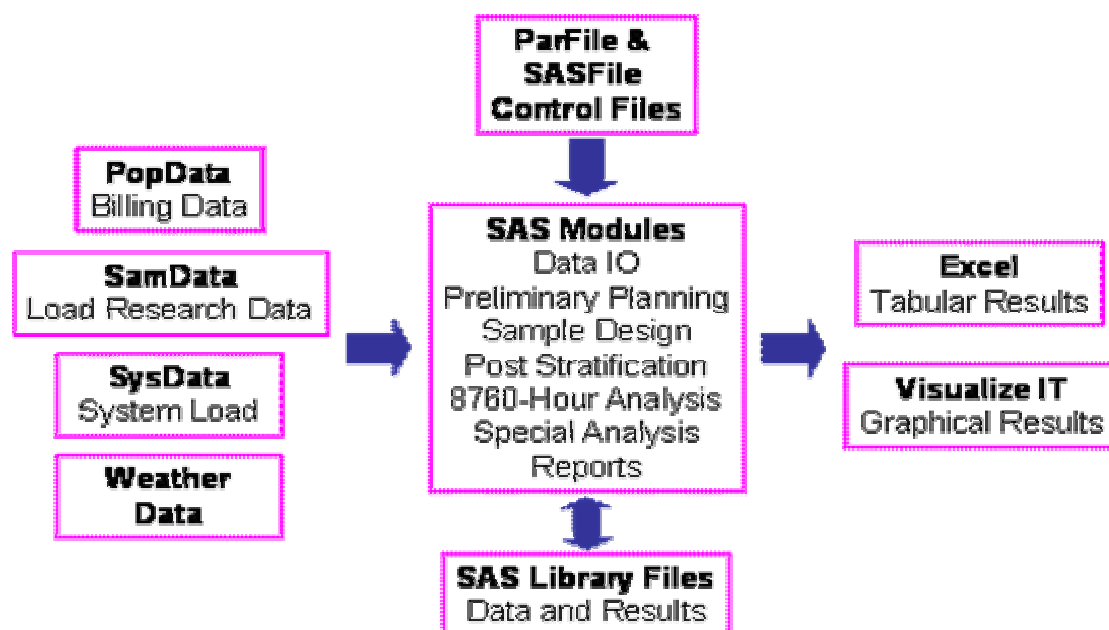 ParFile &
SASFile
Control Files
PopData
Billing Data
SamData
Load Research Data
SysData
System Load
Weather
Data
SAS Modules
Data IO
Preliminary Planning
Sample Design
Post Stratification
8760-Hour Analysis
Special Analysis
Reports
Excel
Tabular Results
Visualize IT
Graphical Results
SAS Library Files
Data and Results